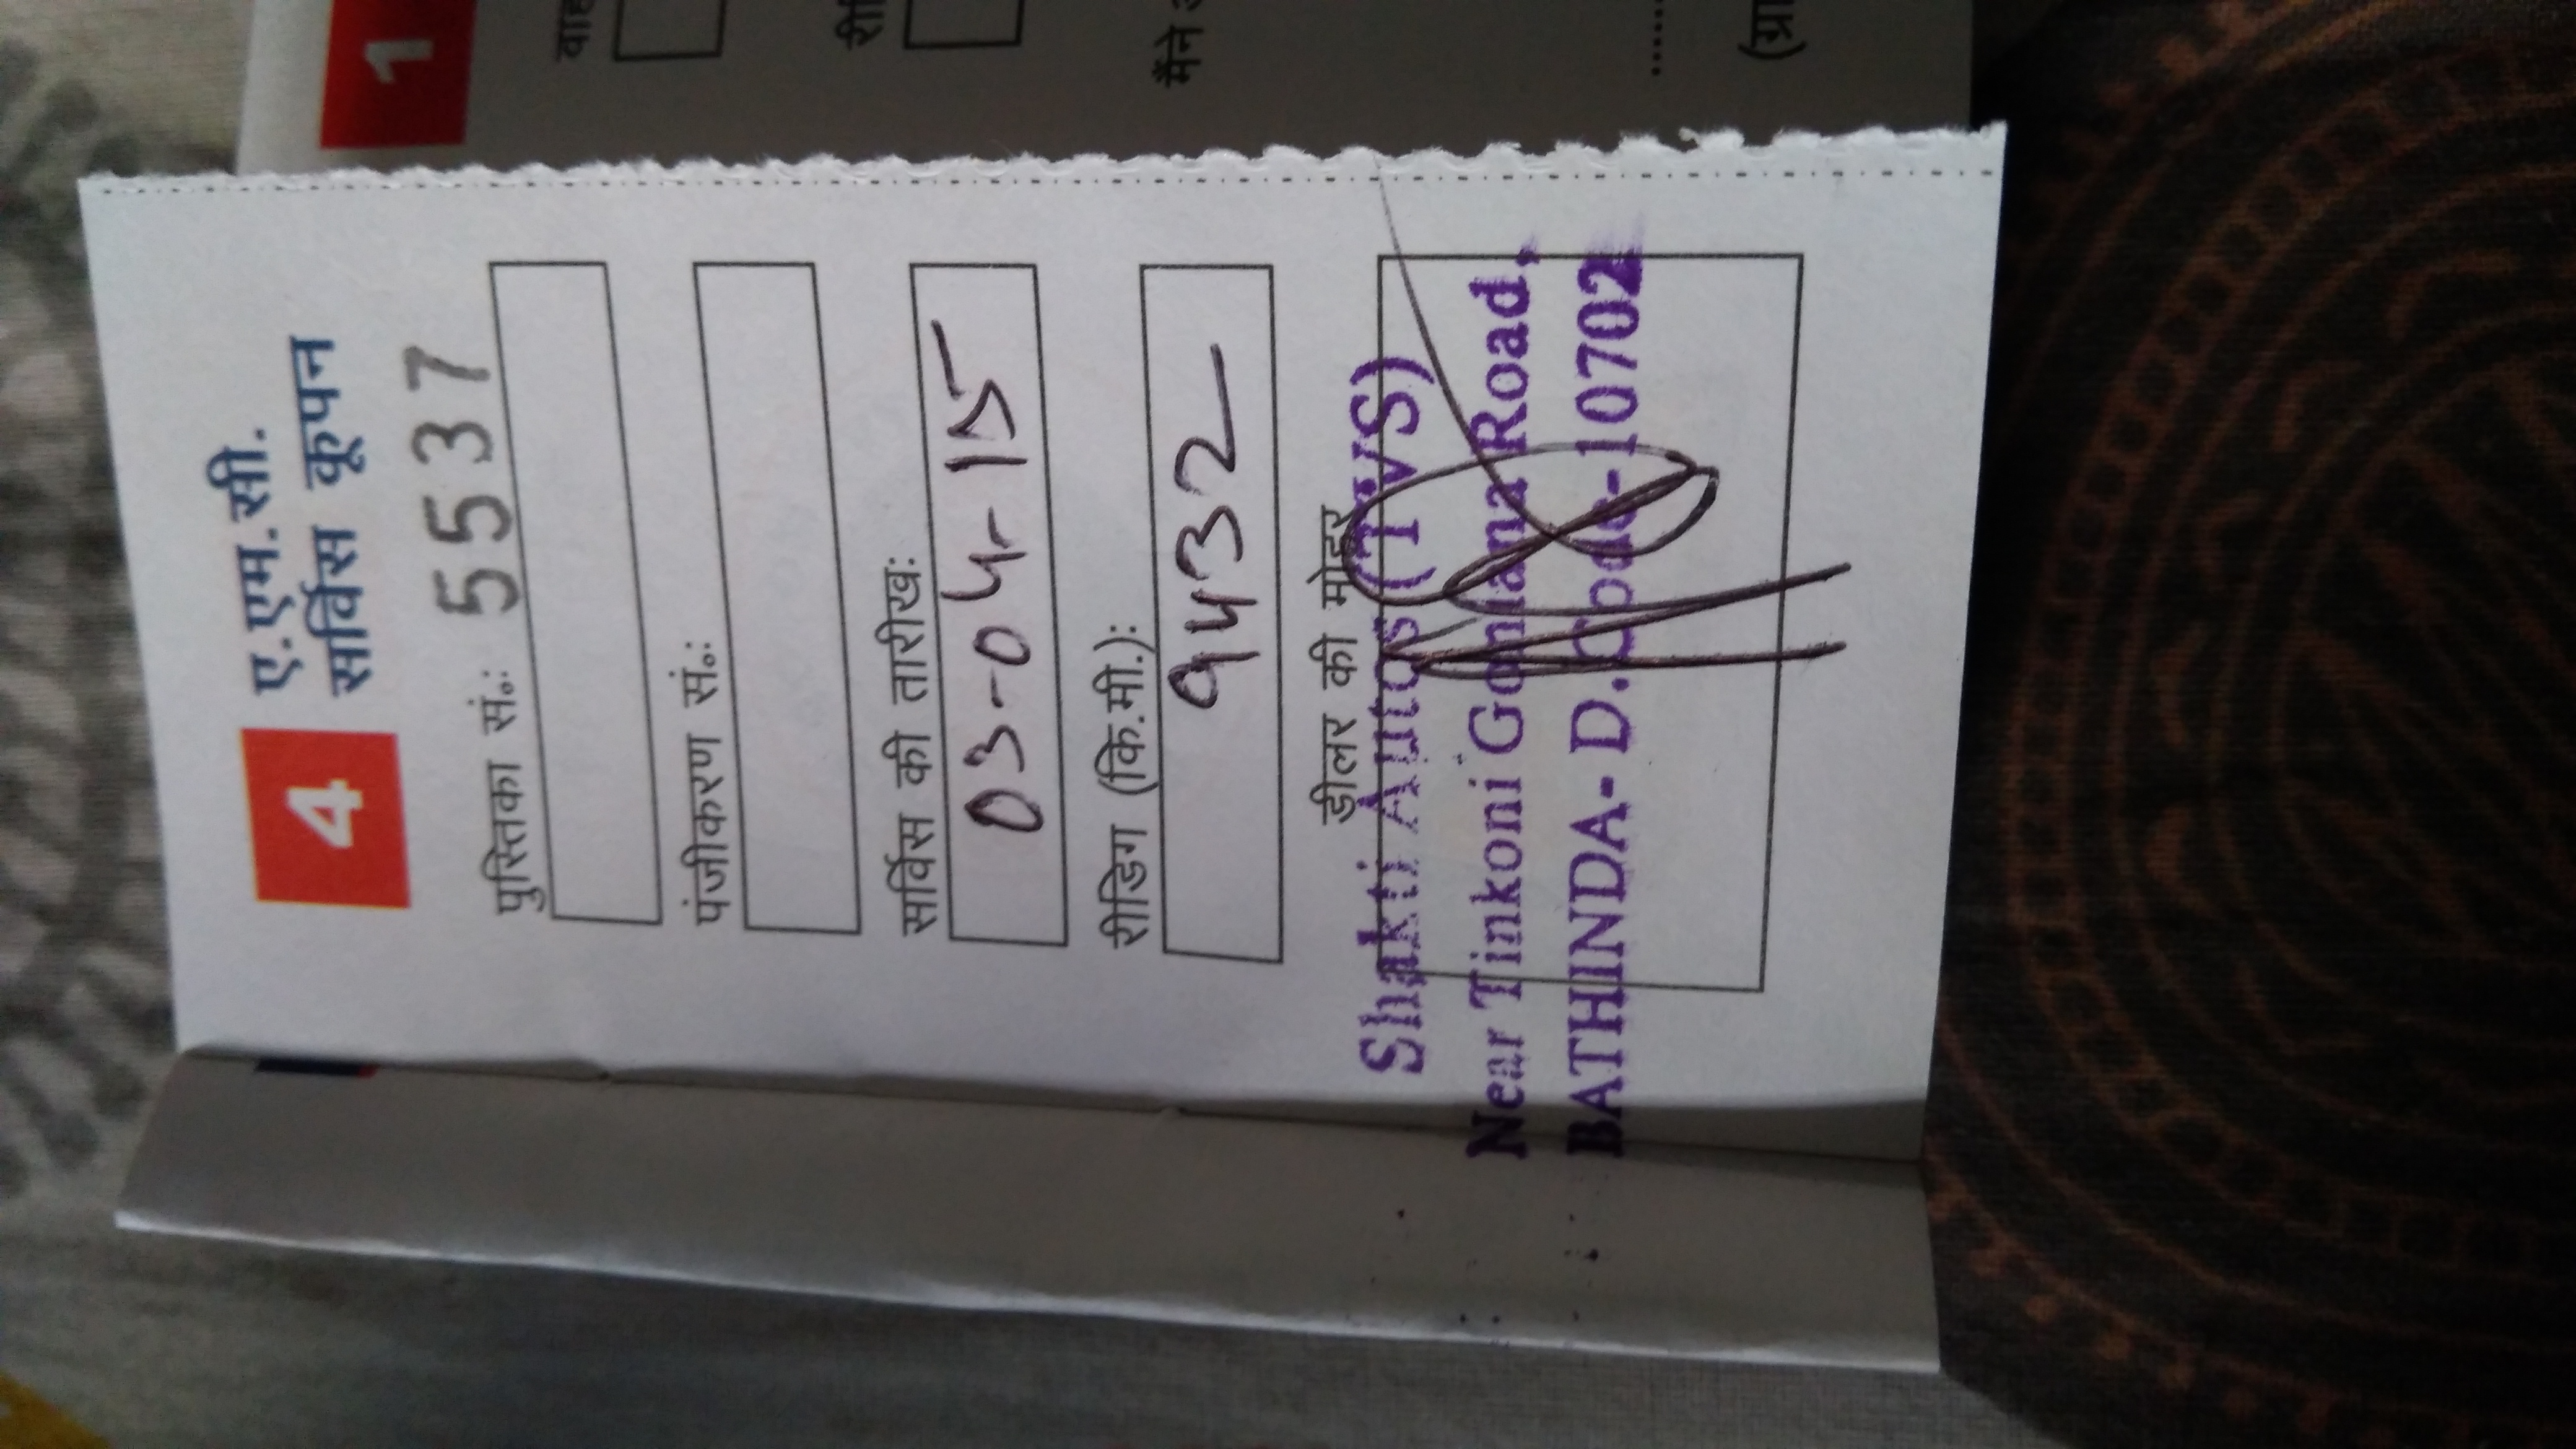 4
ए.एम.सी.
सर्विस कूपन
पुस्तिका सं.: 5537
पंजीकरण सं.:
सर्विस की तारीख:
03-04-15
रीडिंग (कि.मी.):
9432
डीलर की मोहर
Shakti Autos (TVS)
Near Tinkoni Goniana Road,
BATHINDA- D.Code-10702
1